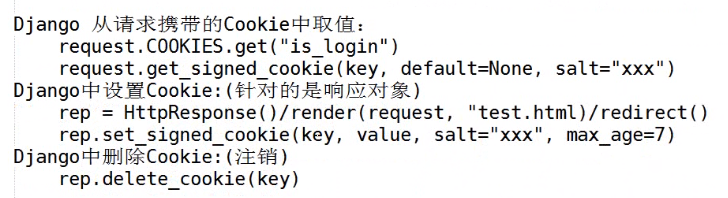 Django 从请求携带的Cookie中取值：
    request.COOKIES.get("is_login")
    request.get_signed_cookie(key, default=None, salt="xxx")
Django中设置Cookie:(针对的是响应对象)
    rep = HttpResponse()/render(request, "test.html)/redirect()
    rep.set_signed_cookie(key, value, salt="xxx", max_age=7)
Django中删除Cookie:(注销)
    rep.delete_cookie(key)